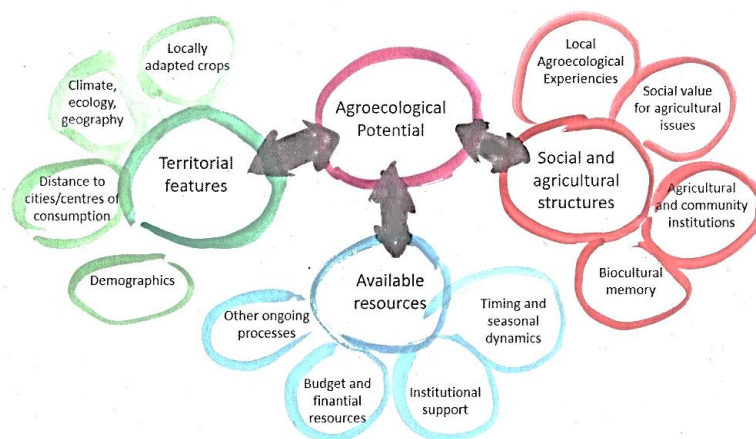 Locally
adapted crops
Climate,
ecology,
geography
Territorial
features
Distance to
cities/centres of
consumption
Demographics
Agroecological
Potential
Local
Agroecological
Experiencies
Social value
for agricultural
issues
Social and
agricultural
structures
Agricultural
and community
institutions
Biocultural
memory
Available
resources
Other ongoing
processes
Budget and
finantial
resources
Institutional
support
Timing and
seasonal
dynamics